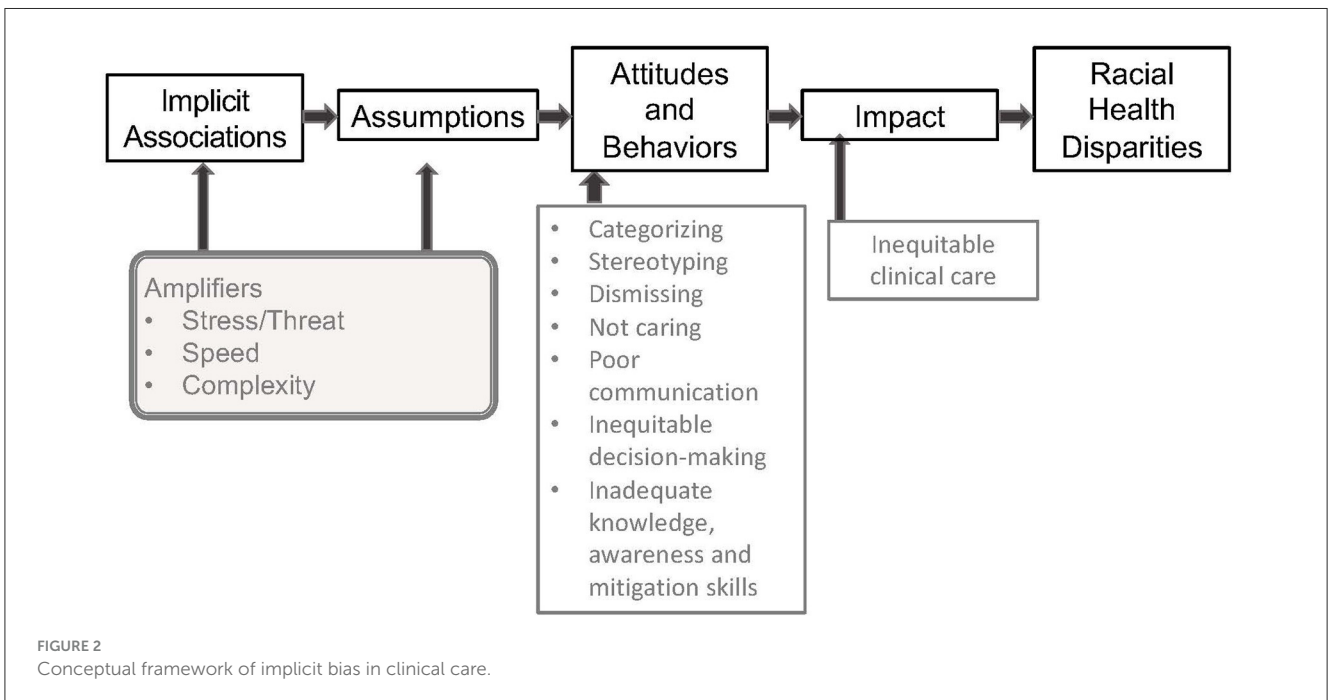 Implicit
Associations
Assumptions
Attitudes
and
Behaviors
Impact
Racial
Health
Disparities
Amplifiers
• Stress/Threat
• Speed
• Complexity
• Categorizing
• Stereotyping
• Dismissing
• Not caring
• Poor
communication
• Inequitable
decision-making
• Inadequate
knowledge,
awareness and
mitigation skills
Inequitable
clinical care
FIGURE 2
Conceptual framework of implicit bias in clinical care.